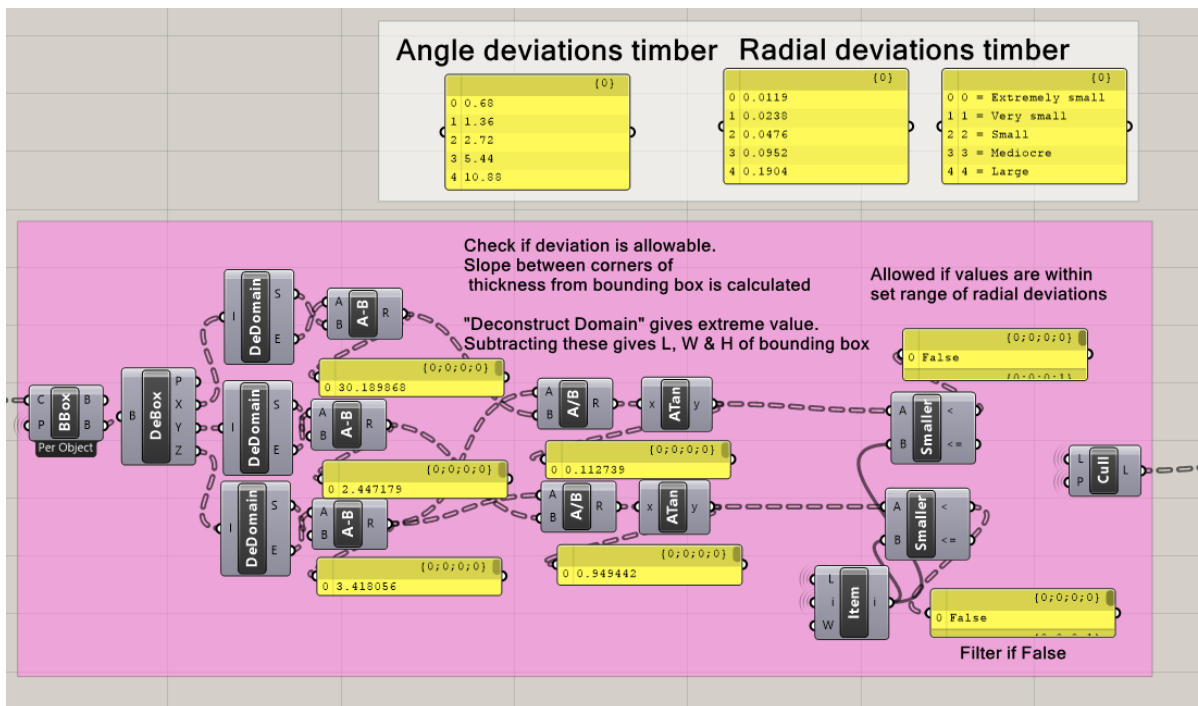 Angle deviations timber
Radial deviations timber
{0}
0 0.68
1 1.36
2 2.72
3 5.44
4 10.88
{0}
0 0.0119
1 0.0238
2 0.0476
3 0.0952
4 0.1904
{0}
0 0 = Extremely small
1 1 = Very small
2 2 = Small
3 3 = Mediocre
4 4 = Large
Check if deviation is allowable.
Slope between corners of
thickness from bounding box is calculated
"Deconstruct Domain" gives extreme value.
Subtracting these gives L, W & H of bounding box
Allowed if values are within
set range of radial deviations
C
P
BBox
B
B
Per Object
B
DeBox
P
X
Y
Z
I
DeDomain
S
E
A
B
A-B
R
{0;0;0;0}
0 30.189868
I
DeDomain
S
E
A
B
A-B
R
{0;0;0;0}
0 2.447179
I
DeDomain
S
E
A
B
A-B
R
{0;0;0;0}
0 3.418056
A
B
A/B
R
x
ATan
y
{0;0;0;0}
0 0.112739
A
B
A/B
R
x
ATan
y
{0;0;0;0}
0 0.949442
{0;0;0;0}
0 False
{0;0;0;1}
A
B
Smaller
<
<=
A
B
Smaller
<
<=
L
i
W
Item
i
{0;0;0;0}
0 False
{0;0;0;1}
Filter if False
L
P
Cull
L